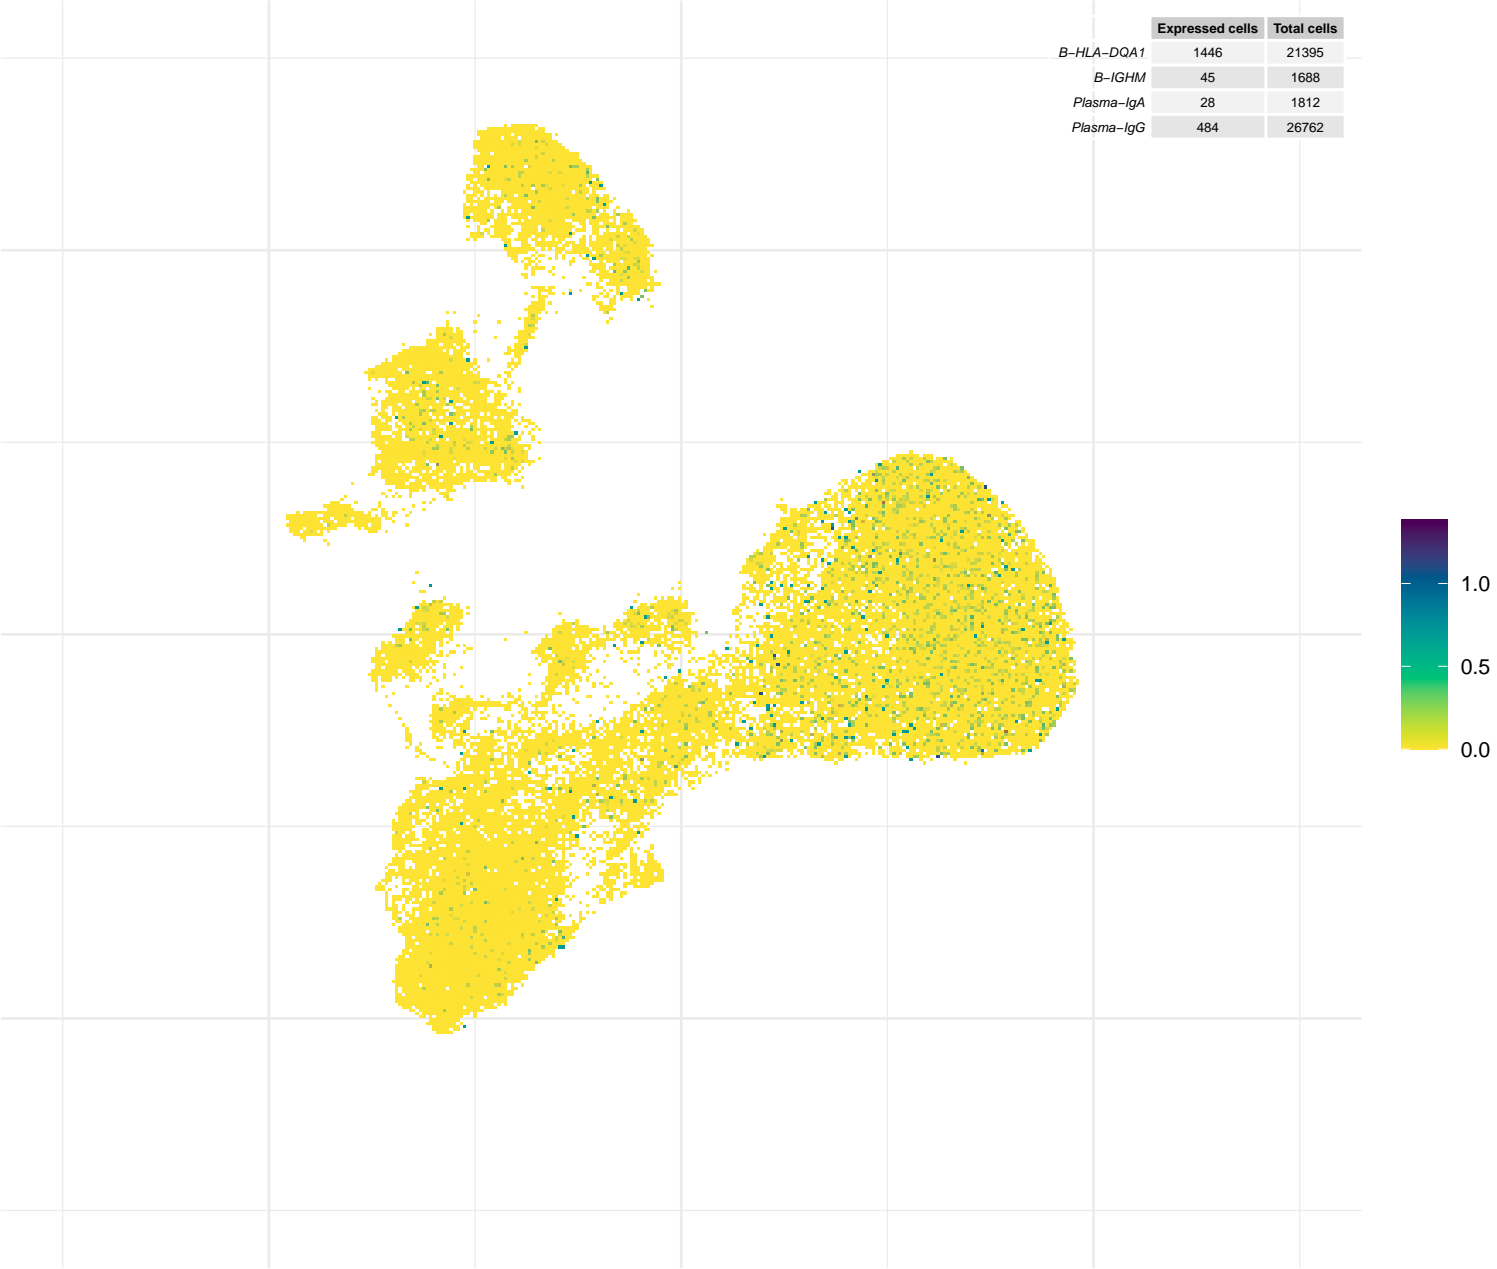 Expressed cells Total cells
B−HLA−DQA1 1446 21395
B−IGHM 45 1688
Plasma−IgA 28 1812
Plasma−IgG 484 26762
1.0
0.5
0.0